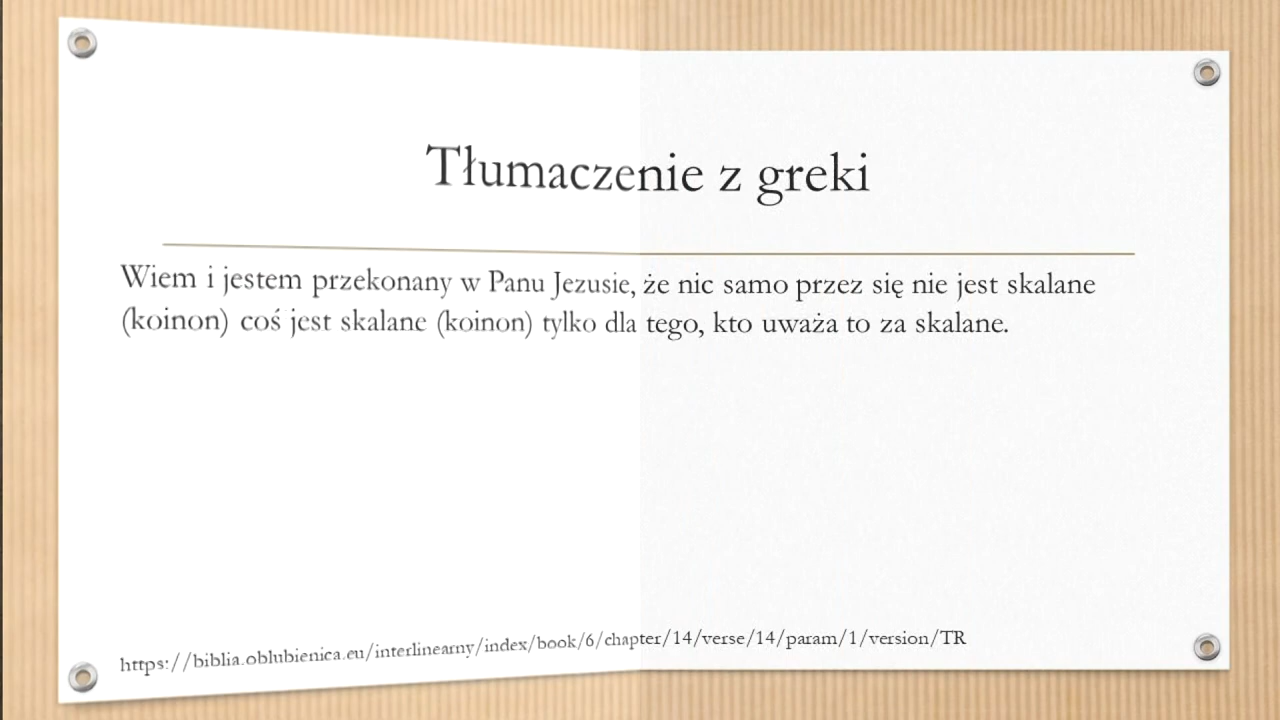 Tłumaczenie z greki
Wiem i jestem przekonany w Panu Jezusie, że nic samo przez się nie jest skalane
(koinon) coś jest skalane (koinon) tylko dla tego, kto uważa to za skalane.
https://biblia.oblubienica.eu/interlinearny/index/book/6/chapter/14/verse/14/param/1/version/TR